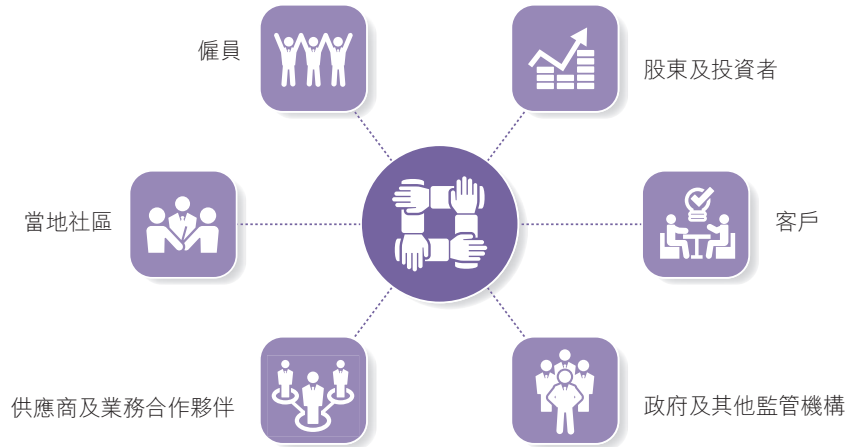 僱員
股東及投資者
當地社區
客戶
供應商及業務合作夥伴
政府及其他監管機構